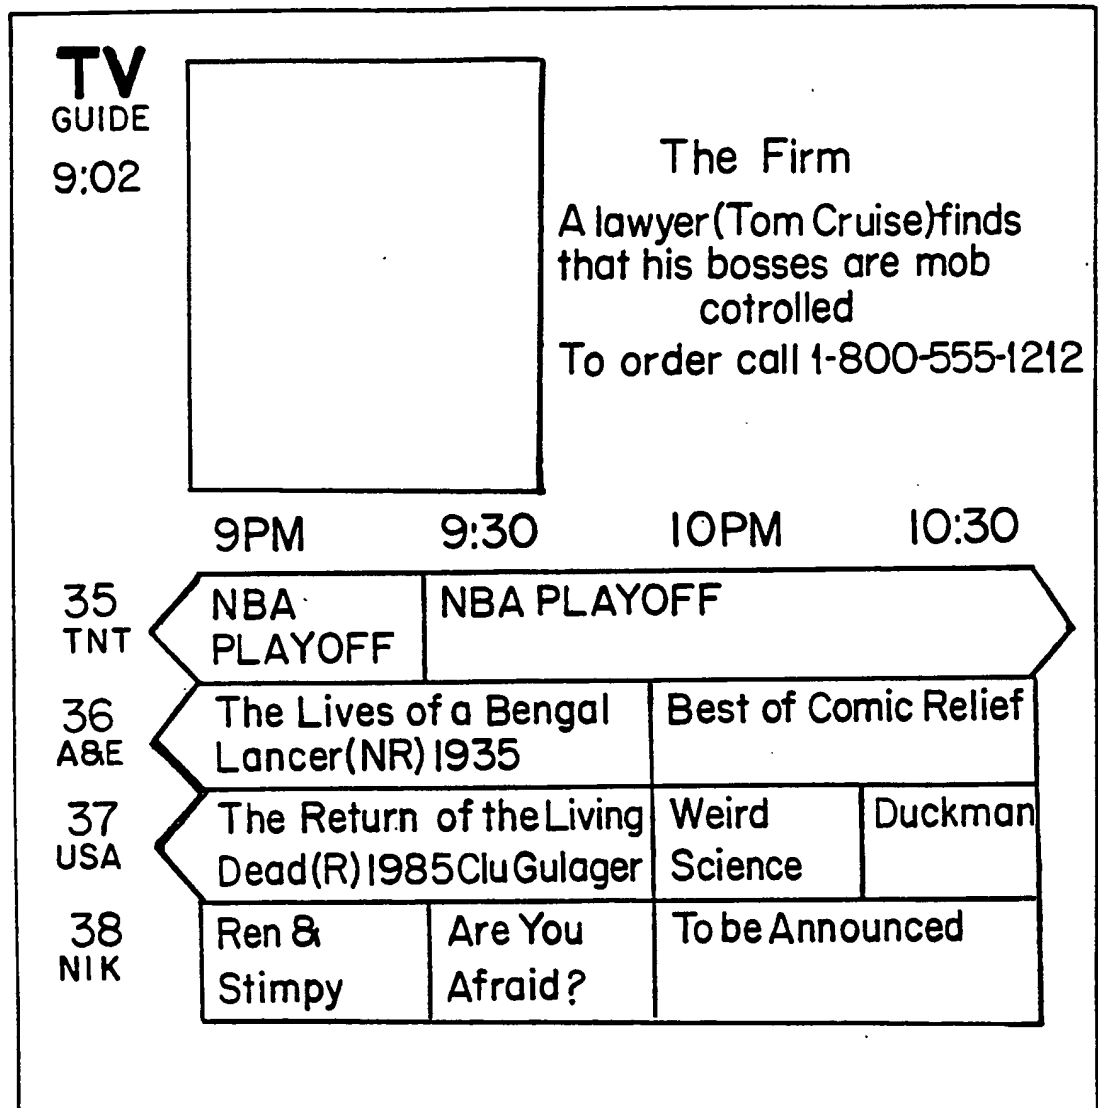 TV
GUIDE
9:02
The Firm
A lawyer (Tom Cruise) finds
that his bosses are mob
cotrolled
To order call 1-800-555-1212
9PM 9:30 10PM 10:30
35
TNT
NBA
PLAYOFF
NBA PLAYOFF
36
A&E
The Lives of a Bengal
Lancer (NR) 1935
Best of Comic Relief
37
USA
The Return of the Living
Dead (R) 1985 Clu Gulager
Weird
Science
Duckman
38
NIK
Ren &
Stimpy
Are You
Afraid?
To be Announced